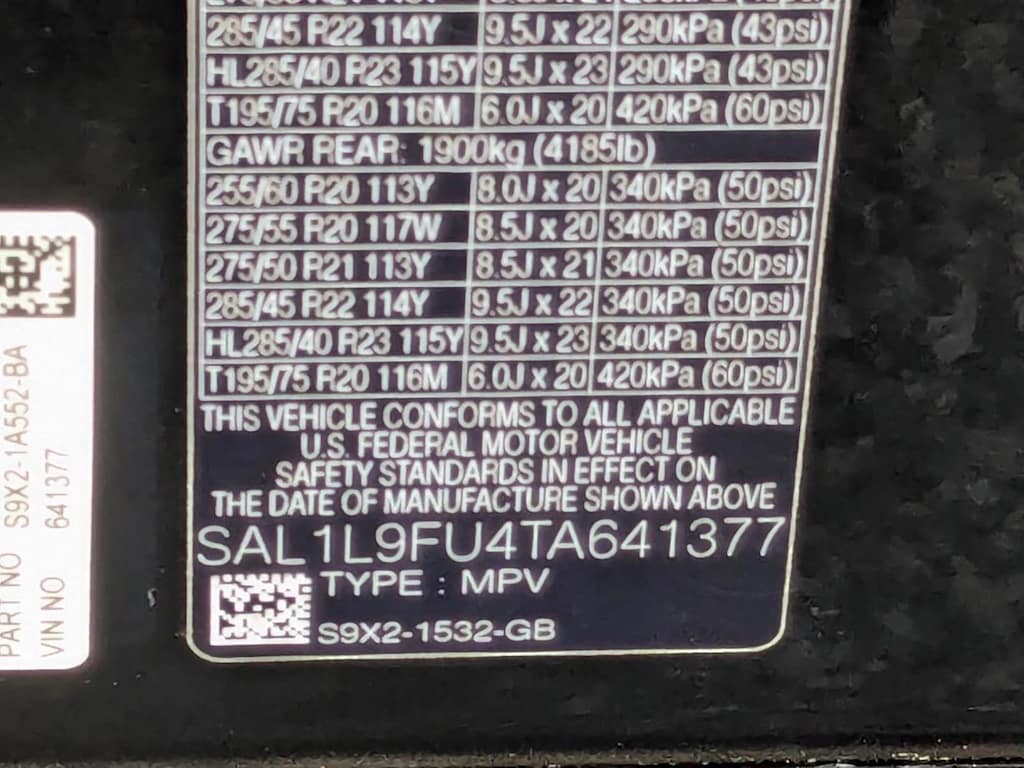 285/45 R22 114Y 9.5J x 22 290kPa (43psi)
HL285/40 R23 115Y 9.5J x 23 290kPa (43psi)
T195/75 R20 116M 6.0J x 20 420kPa (60psi)
GAWR REAR: 1900kg (4185lb)
255/60 R20 113Y 8.0J x 20 340kPa (50psi)
275/55 R20 117W 8.5J x 20 340kPa (50psi)
275/50 R21 113Y 8.5J x 21 340kPa (50psi)
285/45 R22 114Y 9.5J x 22 340kPa (50psi)
HL285/40 R23 115Y 9.5J x 23 340kPa (50psi)
T195/75 R20 116M 6.0J x 20 420kPa (60psi)
THIS VEHICLE CONFORMS TO ALL APPLICABLE
U.S. FEDERAL MOTOR VEHICLE
SAFETY STANDARDS IN EFFECT ON
THE DATE OF MANUFACTURE SHOWN ABOVE
SAL1L9FU4TA641377
TYPE : MPV
S9X2-1532-GB
PART NO S9X2-1A552-BA
VIN NO 641377